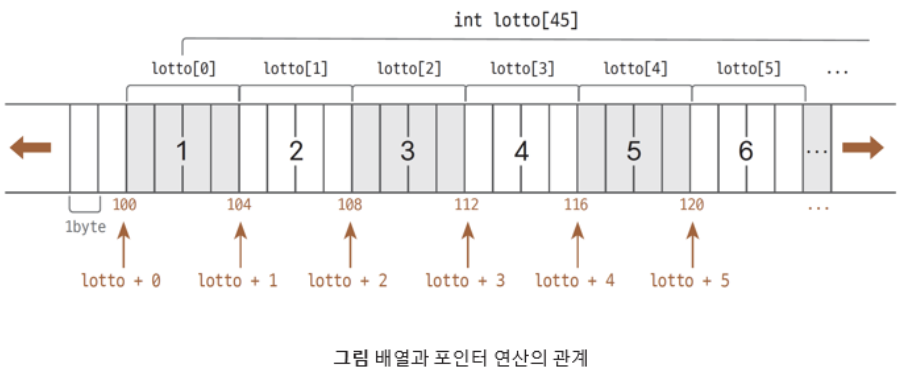 int lotto[45]
lotto[0] lotto[1] lotto[2] lotto[3] lotto[4] lotto[5] ...
1 2 3 4 5 6 ...
100 104 108 112 116 120 ...
1byte
lotto + 0 lotto + 1 lotto + 2 lotto + 3 lotto + 4 lotto + 5
그림 배열과 포인터 연산의 관계